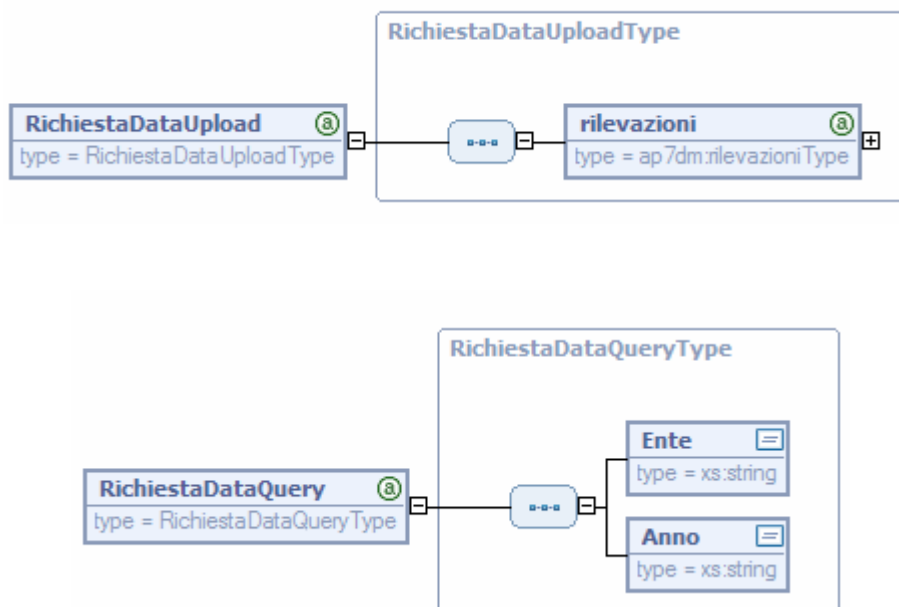 RichiestaDataUploadType
RichiestaDataUpload
type = RichiestaDataUploadType
rilevazioni
type = ap7dm:rilevazioniType
RichiestaDataQueryType
RichiestaDataQuery
type = RichiestaDataQueryType
Ente
type = xs:string
Anno
type = xs:string